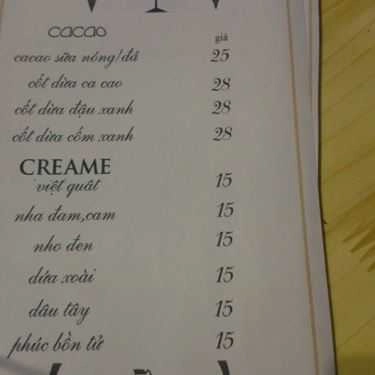 cacao giá
cacao sữa nóng/đá 25
cốt dừa ca cao 28
cốt dừa đậu xanh 28
cốt dừa cốm xanh 28
CREAME
việt quất 15
nha đam,cam 15
nho đen 15
dứa xoài 15
dâu tây 15
phúc bồn tử 15